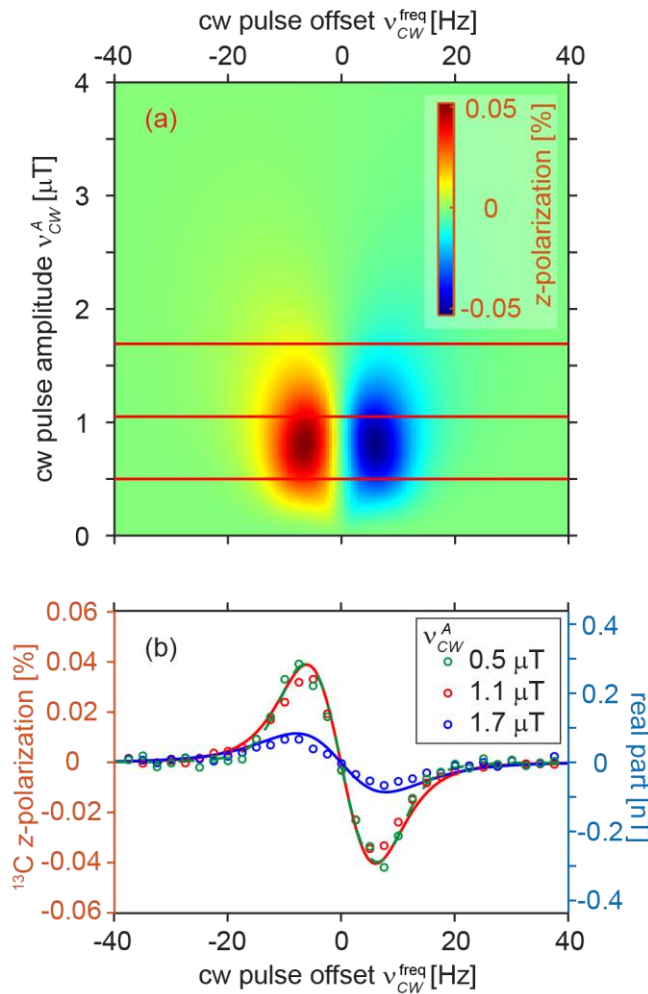 cw pulse offset ν_CW^freq [Hz]
-40 -20 0 20 40
(a)
0.05
0
-0.05
z-polarization [%]
cw pulse amplitude ν_CW^A [μT]
4
3
2
1
0
(b)
ν_CW^A
0.5 μT
1.1 μT
1.7 μT
¹³C z-polarization [%]
0.06
0.04
0.02
0
-0.02
-0.04
-0.06
real part [nT]
0.4
0.2
0
-0.2
-0.4
-40 -20 0 20 40
cw pulse offset ν_CW^freq [Hz]